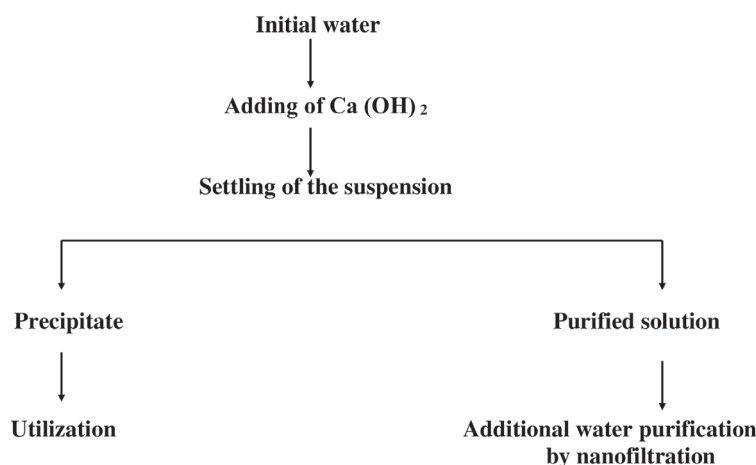 Initial water
Adding of Ca (OH) 2
Settling of the suspension
Precipitate
Purified solution
Utilization
Additional water purification
by nanofiltration